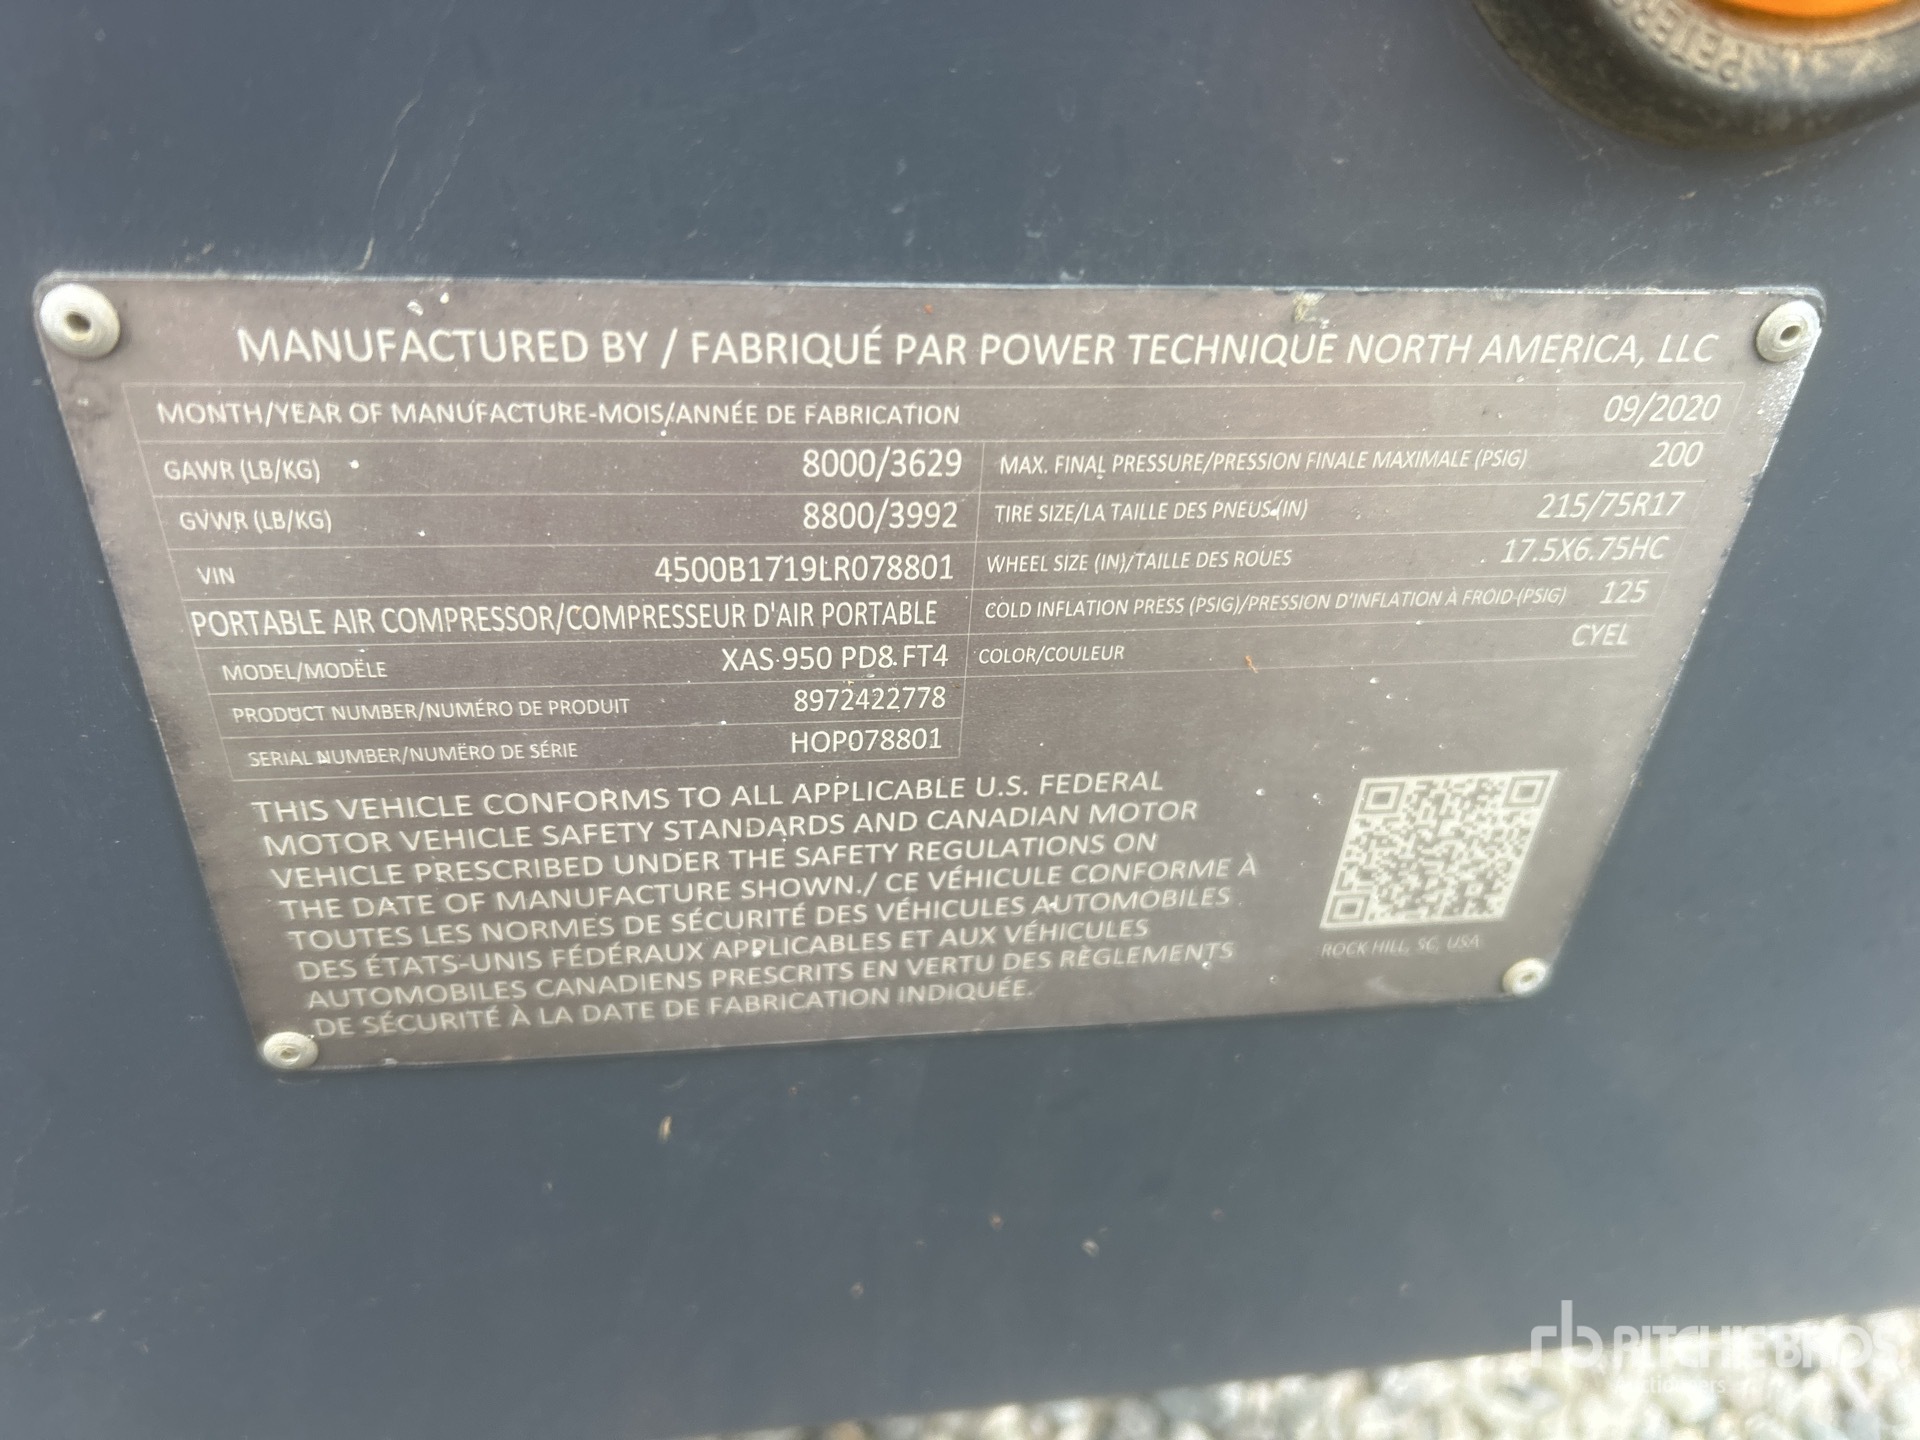 MANUFACTURED BY / FABRIQUÉ PAR POWER TECHNIQUE NORTH AMERICA, LLC
MONTH/YEAR OF MANUFACTURE-MOIS/ANNÉE DE FABRICATION 09/2020
GAWR (LB/KG) 8000/3629 MAX. FINAL PRESSURE/PRESSION FINALE MAXIMALE (PSIG) 200
GVWR (LB/KG) 8800/3992 TIRE SIZE/LA TAILLE DES PNEUS (IN) 215/75R17
VIN 4500B1719LR078801 WHEEL SIZE (IN)/TAILLE DES ROUES 17.5X6.75HC
PORTABLE AIR COMPRESSOR/COMPRESSEUR D'AIR PORTABLE COLD INFLATION PRESS (PSIG)/PRESSION D'INFLATION À FROID (PSIG) 125
MODEL/MODËLE XAS 950 PD8 FT4 COLOR/COULEUR CYEL
PRODUCT NUMBER/NUMÉRO DE PRODUIT 8972422778
SERIAL NUMBER/NUMËRO DE SÉRIE HOP078801
THIS VEHICLE CONFORMS TO ALL APPLICABLE U.S. FEDERAL
MOTOR VEHICLE SAFETY STANDARDS AND CANADIAN MOTOR
VEHICLE PRESCRIBED UNDER THE SAFETY REGULATIONS ON
THE DATE OF MANUFACTURE SHOWN./ CE VÉHICULE CONFORME À
TOUTES LES NORMES DE SÉCURITÉ DES VÉHICULES AUTOMOBILES
DES ÉTATS-UNIS FÉDÉRAUX APPLICABLES ET AUX VÉHICULES
AUTOMOBILES CANADIENS PRESCRITS EN VERTU DES RÈGLEMENTS
DE SÉCURITÉ À LA DATE DE FABRICATION INDIQUÉE.
ROCK HILL, SC, USA
rb RITCHIE BROS
Auctioneers